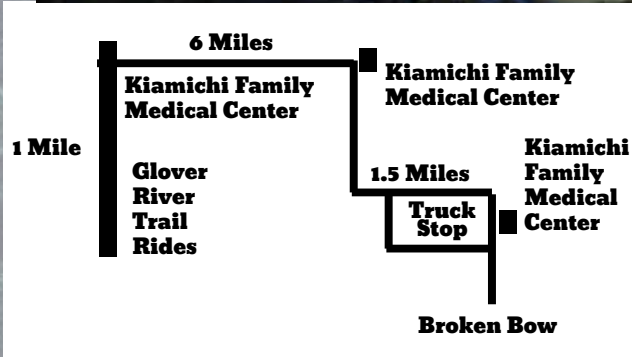 6 Miles
Kiamichi Family
Medical Center
Kiamichi Family
Medical Center
1 Mile
Glover
River
Trail
Rides
1.5 Miles
Truck
Stop
Kiamichi
Family
Medical
Center
Broken Bow